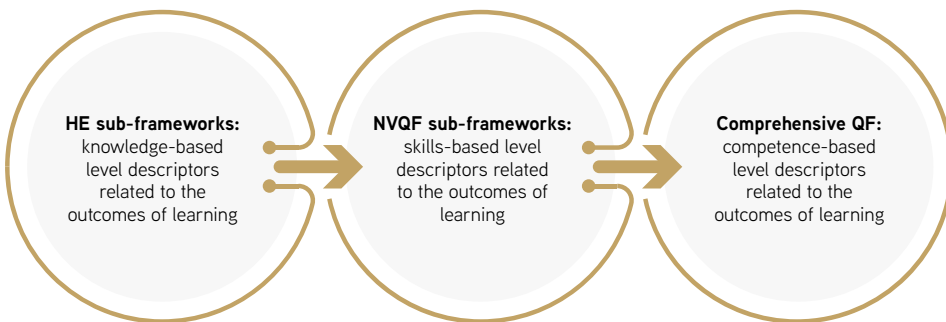 HE sub-frameworks:
knowledge-based
level descriptors
related to the
outcomes of learning
NVQF sub-frameworks:
skills-based level
descriptors related
to the outcomes of
learning
Comprehensive QF:
competence-based
level descriptors
related to the
outcomes of learning